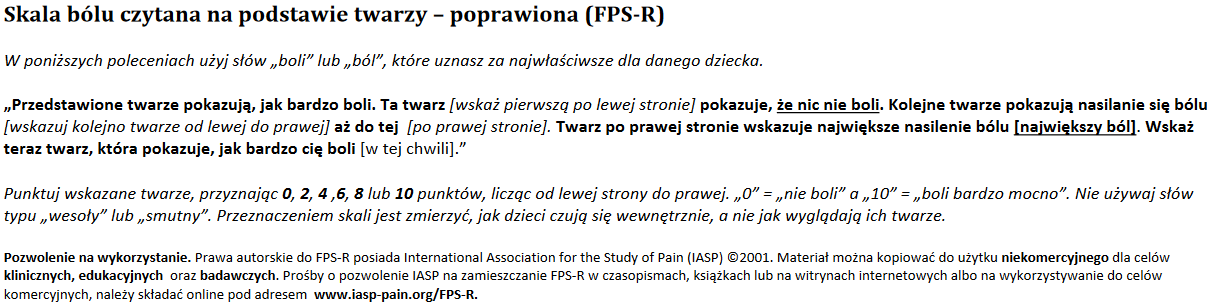 Skala bólu czytana na podstawie twarzy – poprawiona (FPS-R)
W poniższych poleceniach użyj słów „boli” lub „ból”, które uznasz za najwłaściwsze dla danego dziecka.
„Przedstawione twarze pokazują, jak bardzo boli. Ta twarz [wskaż pierwszą po lewej stronie] pokazuje, że nic nie boli. Kolejne twarze pokazują nasilanie się bólu
[wskazuj kolejno twarze od lewej do prawej] aż do tej [po prawej stronie]. Twarz po prawej stronie wskazuje największe nasilenie bólu [największy ból]. Wskaż
teraz twarz, która pokazuje, jak bardzo cię boli [w tej chwili].”
Punktuj wskazane twarze, przyznając 0, 2, 4 ,6, 8 lub 10 punktów, licząc od lewej strony do prawej. „0” = „nie boli” a „10” = „boli bardzo mocno”. Nie używaj słów
typu „wesoły” lub „smutny”. Przeznaczeniem skali jest zmierzyć, jak dzieci czują się wewnętrznie, a nie jak wyglądają ich twarze.
Pozwolenie na wykorzystanie. Prawa autorskie do FPS-R posiada International Association for the Study of Pain (IASP) ©2001. Materiał można kopiować do użytku niekomercyjnego dla celów
klinicznych, edukacyjnych oraz badawczych. Prośby o pozwolenie IASP na zamieszczanie FPS-R w czasopismach, książkach lub na witrynach internetowych albo na wykorzystywanie do celów
komercyjnych, należy składać online pod adresem www.iasp-pain.org/FPS-R.